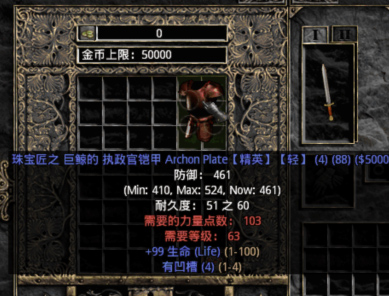 I II
0
金币上限: 50000
珠宝匠之 巨鲸的 执政官铠甲 Archon Plate【精英】【轻】 (4) (88) ($5000
防御: 461
(Min: 410, Max: 524, Now: 461)
耐久度: 51 之 60
需要的力量点数: 103
需要等级: 63
+99 生命 (Life) (1-100)
有凹槽 (4) (1-4)